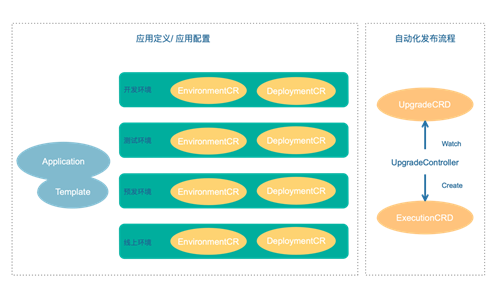 应用定义/ 应用配置
自动化发布流程
开发环境
EnvironmentCR
DeploymentCR
UpgradeCRD
测试环境
EnvironmentCR
DeploymentCR
Watch
Application
UpgradeController
Template
预发环境
EnvironmentCR
DeploymentCR
Create
线上环境
EnvironmentCR
DeploymentCR
ExecutionCRD